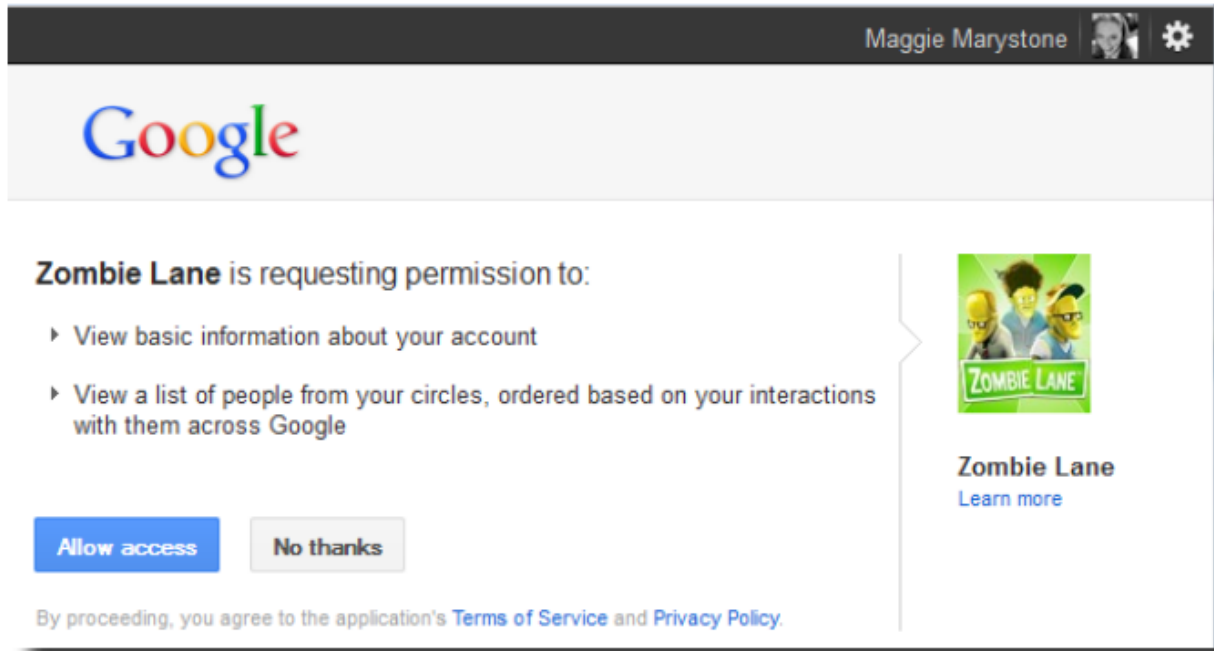 Maggie Marystone
Google
Zombie Lane is requesting permission to:
View basic information about your account
View a list of people from your circles, ordered based on your interactions
with them across Google
ZOMBIE LANE
Zombie Lane
Learn more
Allow access No thanks
By proceeding, you agree to the application's Terms of Service and Privacy Policy.